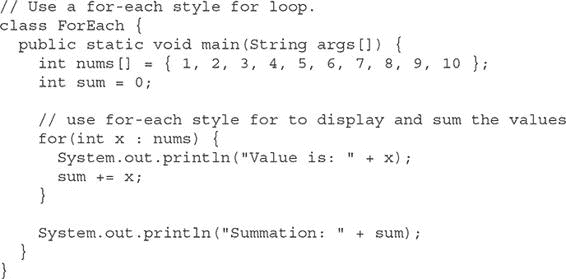 // Use a for-each style for loop.
class ForEach {
  public static void main(String args[]) {
    int nums[] = { 1, 2, 3, 4, 5, 6, 7, 8, 9, 10 };
    int sum = 0;

    // use for-each style for to display and sum the values
    for(int x : nums) {
      System.out.println("Value is: " + x);
      sum += x;
    }

    System.out.println("Summation: " + sum);
  }
}